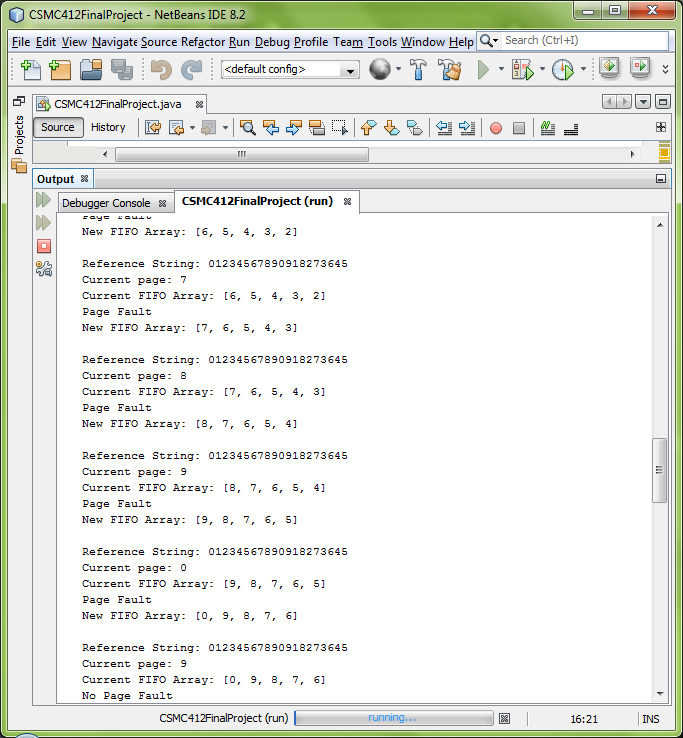 CSMC412FinalProject - NetBeans IDE 8.2
File Edit View Navigate Source Refactor Run Debug Profile Team Tools Window Help Search (Ctrl+I)
<default config>
Projects
CSMC412FinalProject.java
Source History
Output
Debugger Console CSMC412FinalProject (run)
Page Fault
New FIFO Array: [6, 5, 4, 3, 2]
Reference String: 01234567890918273645
Current page: 7
Current FIFO Array: [6, 5, 4, 3, 2]
Page Fault
New FIFO Array: [7, 6, 5, 4, 3]
Reference String: 01234567890918273645
Current page: 8
Current FIFO Array: [7, 6, 5, 4, 3]
Page Fault
New FIFO Array: [8, 7, 6, 5, 4]
Reference String: 01234567890918273645
Current page: 9
Current FIFO Array: [8, 7, 6, 5, 4]
Page Fault
New FIFO Array: [9, 8, 7, 6, 5]
Reference String: 01234567890918273645
Current page: 0
Current FIFO Array: [9, 8, 7, 6, 5]
Page Fault
New FIFO Array: [0, 9, 8, 7, 6]
Reference String: 01234567890918273645
Current page: 9
Current FIFO Array: [0, 9, 8, 7, 6]
No Page Fault
CSMC412FinalProject (run) running... 16:21 INS